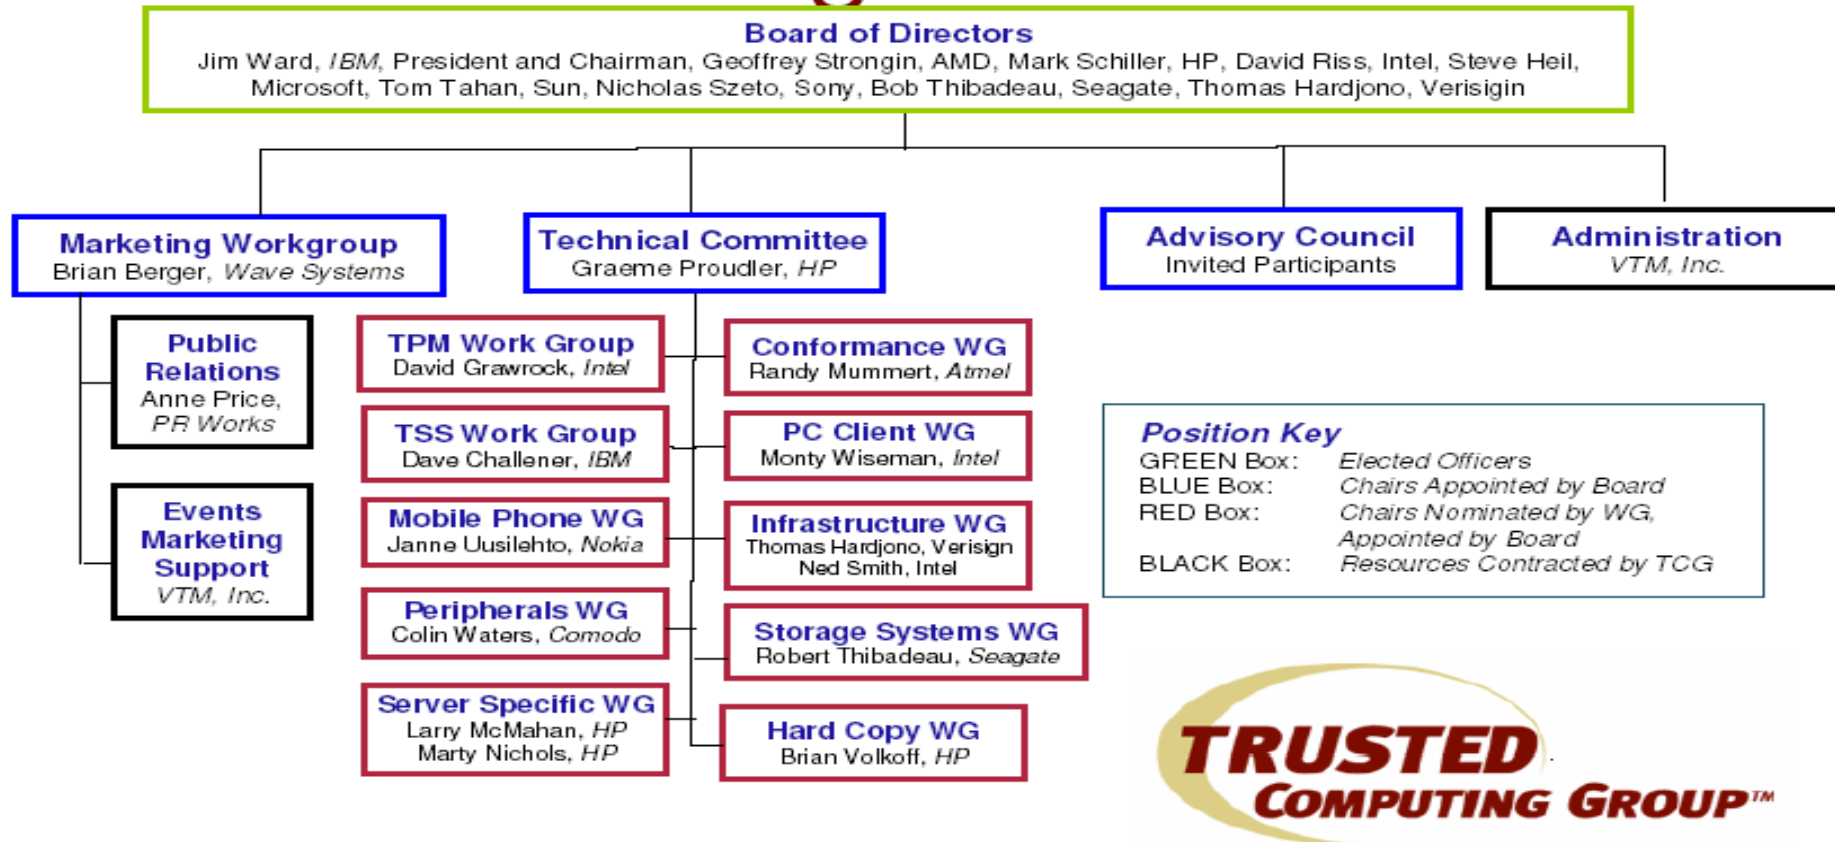 Board of Directors
Jim Ward, IBM, President and Chairman, Geoffrey Strongin, AMD, Mark Schiller, HP, David Riss, Intel, Steve Heil,
Microsoft, Tom Tahan, Sun, Nicholas Szeto, Sony, Bob Thibadeau, Seagate, Thomas Hardjono, Verisigin
Marketing Workgroup
Brian Berger, Wave Systems
Technical Committee
Graeme Proudler, HP
Advisory Council
Invited Participants
Administration
VTM, Inc.
Public
Relations
Anne Price,
PR Works
Events
Marketing
Support
VTM, Inc.
TPM Work Group
David Grawrock, Intel
Conformance WG
Randy Mummert, Atmel
TSS Work Group
Dave Challener, IBM
PC Client WG
Monty Wiseman, Intel
Mobile Phone WG
Janne Uusilehto, Nokia
Infrastructure WG
Thomas Hardjono, Verisign
Ned Smith, Intel
Peripherals WG
Colin Waters, Comodo
Storage Systems WG
Robert Thibadeau, Seagate
Server Specific WG
Larry McMahan, HP
Marty Nichols, HP
Hard Copy WG
Brian Volkoff, HP
Position Key
GREEN Box: Elected Officers
BLUE Box: Chairs Appointed by Board
RED Box: Chairs Nominated by WG,
Appointed by Board
BLACK Box: Resources Contracted by TCG
TRUSTED
COMPUTING GROUP™